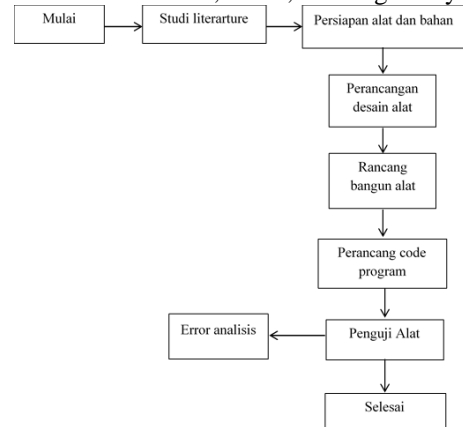 Mulai
Studi literarture
Persiapan alat dan bahan
Perancangan
desain alat
Rancang
bangun alat
Perancang code
program
Error analisis
Penguji Alat
Selesai